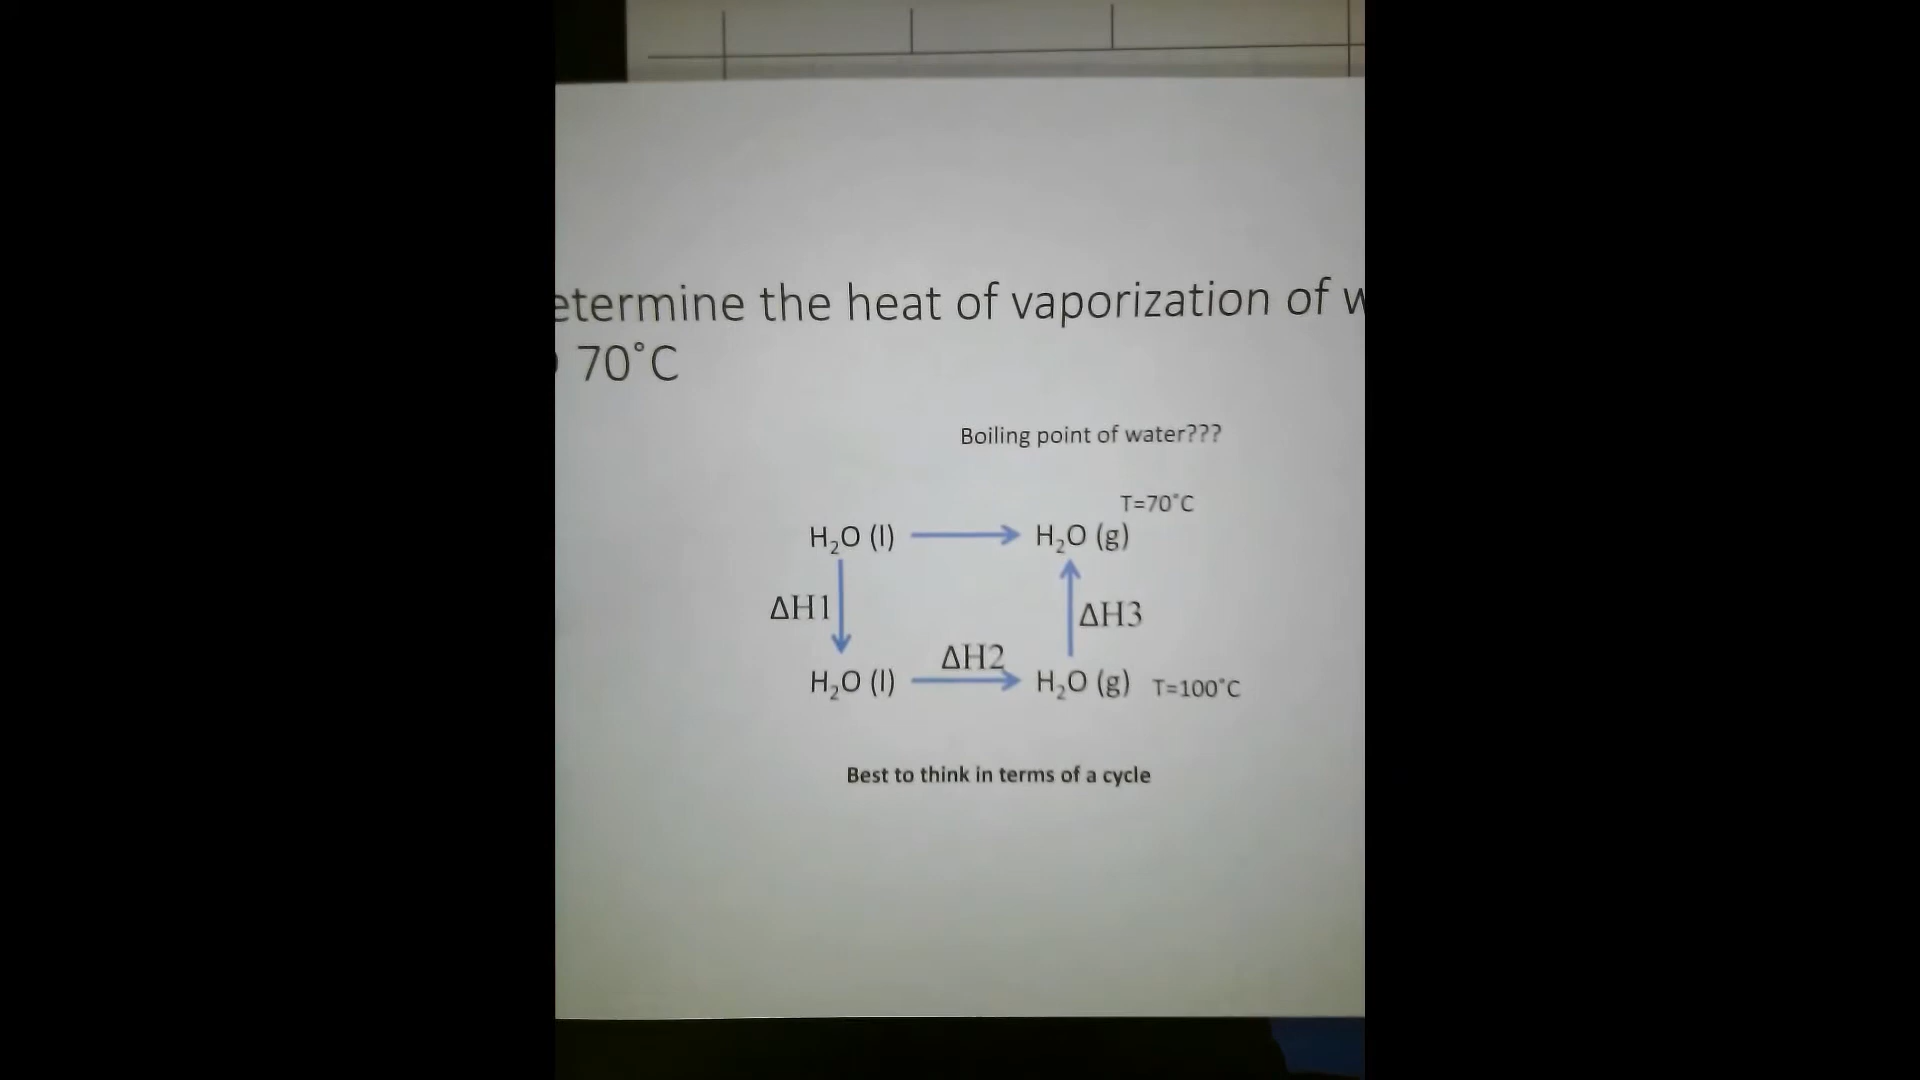 etermine the heat of vaporization of
70˚C
Boiling point of water???
T=70˚C
H₂O (l) → H₂O (g)
ΔH1
ΔH3
ΔH2
H₂O (l) → H₂O (g) T=100˚C
Best to think in terms of a cycle